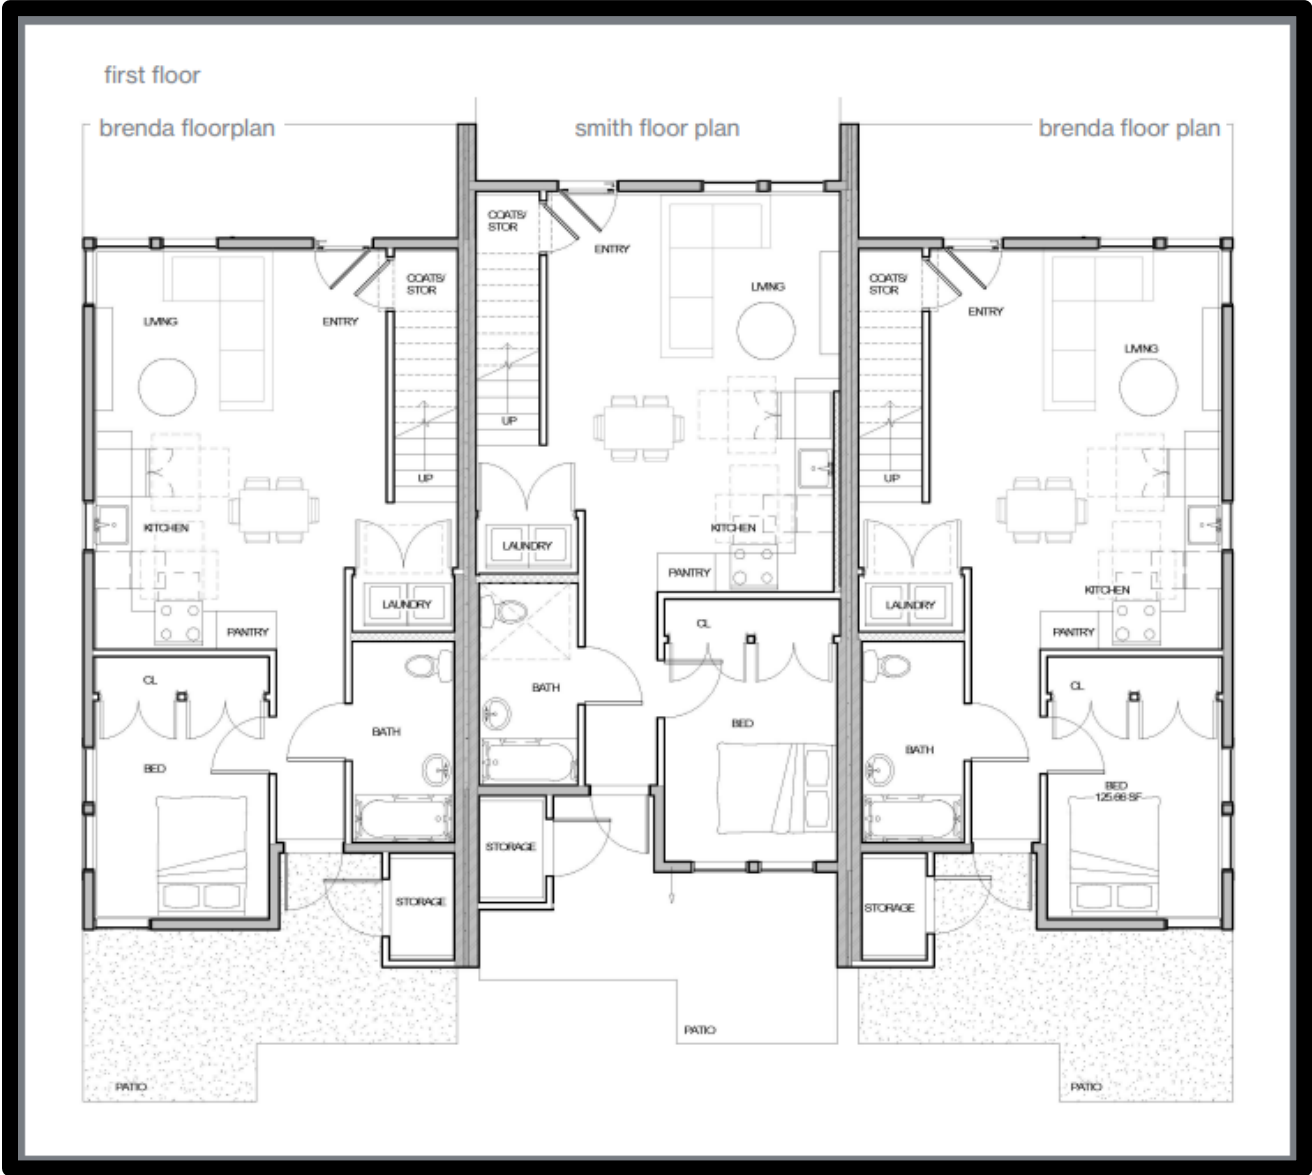 first floor
brenda floorplan
smith floor plan
brenda floor plan
COATS/
STOR
ENTRY
LIVING
UP
KITCHEN
LAUNDRY
PANTRY
CL
BATH
BED
STORAGE
PATIO
COATS/
STOR
ENTRY
LIVING
UP
LAUNDRY
KITCHEN
PANTRY
CL
BATH
BED
STORAGE
PATIO
COATS/
STOR
ENTRY
LIVING
UP
KITCHEN
LAUNDRY
PANTRY
CL
BATH
BED
125.66 SF
STORAGE
PATIO